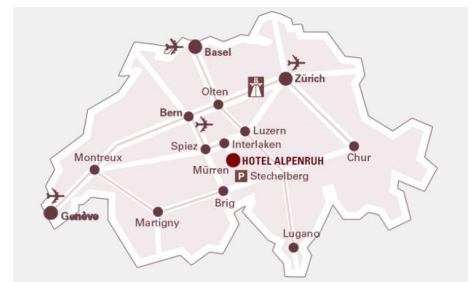 Basel
Zürich
Olten
Bern
Luzern
Interlaken
Spiez
HOTEL ALPENRUH
Chur
Montreux
Mürren
P Stechelberg
Brig
Genève
Martigny
Lugano